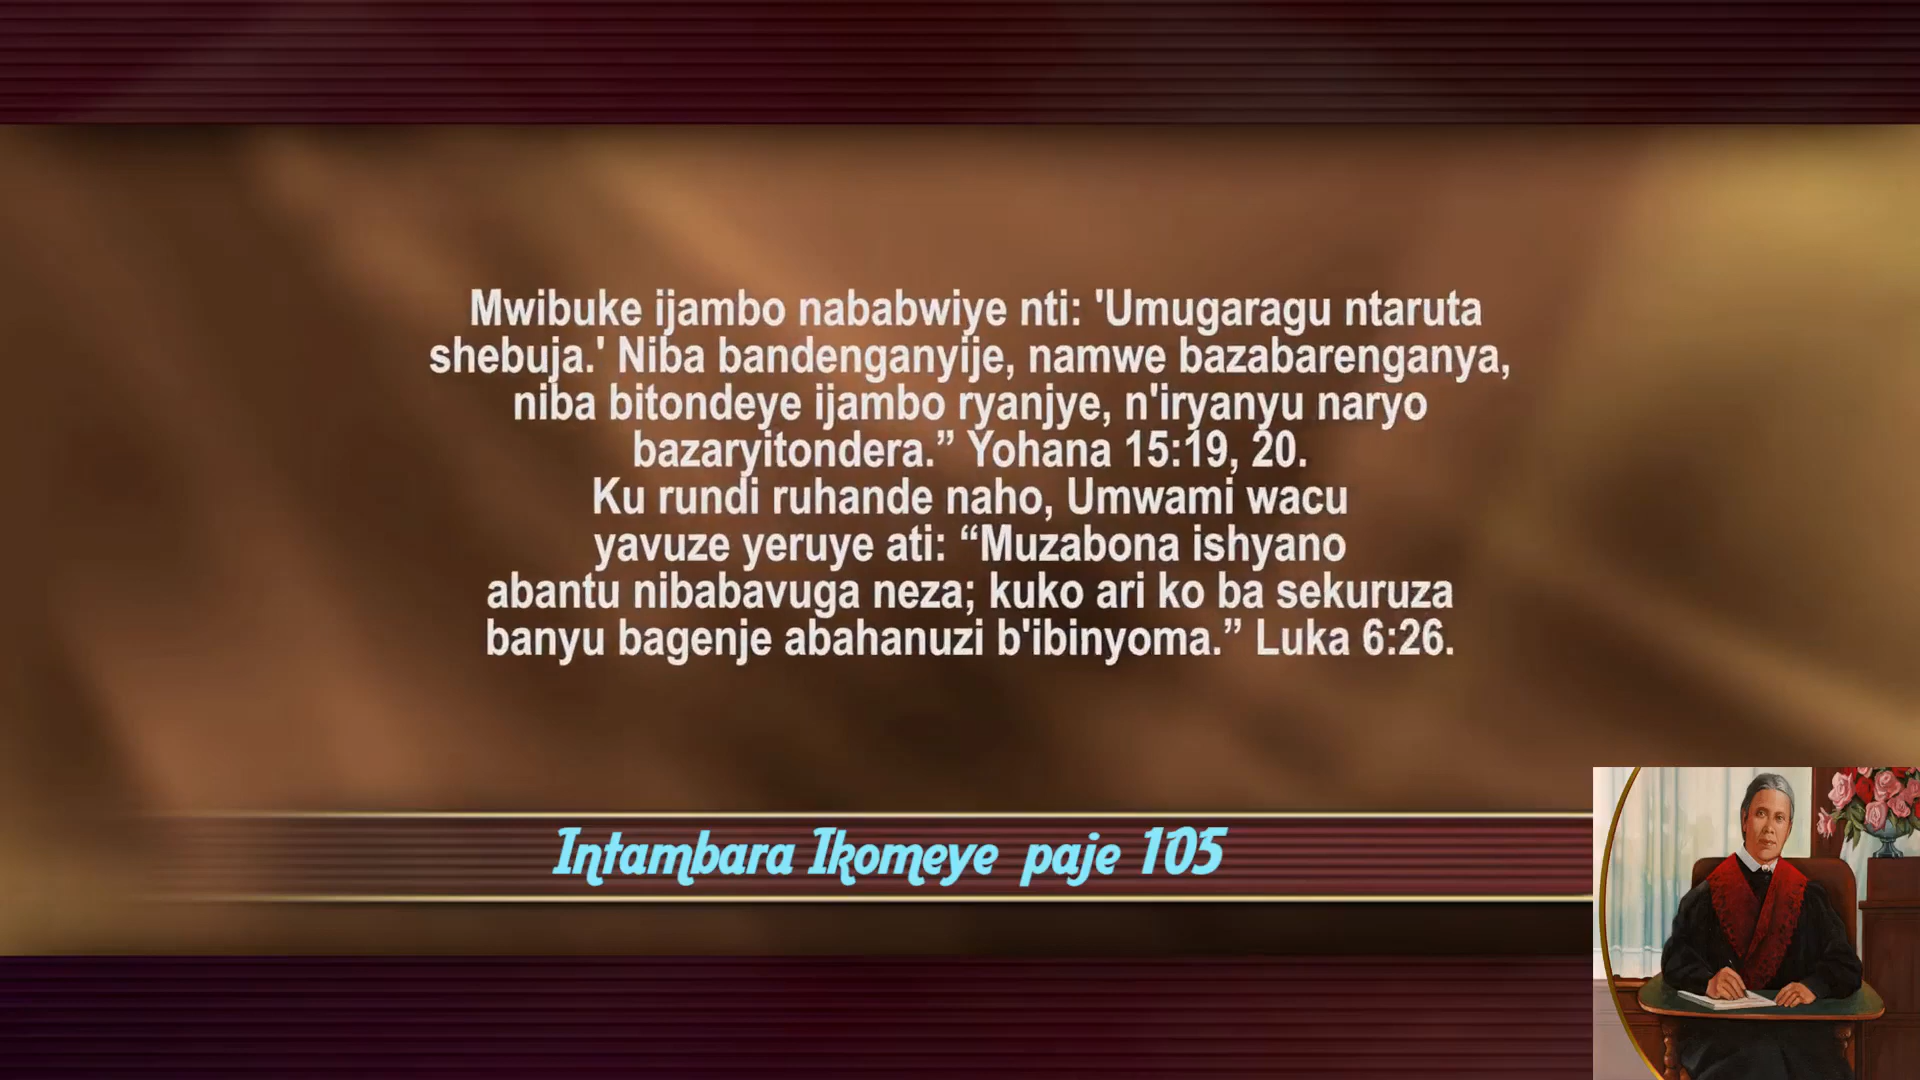 Mwibuke ijambo nababwiye nti: 'Umugaragu ntaruta
shebuja.' Niba bandenganyije, namwe bazabarenganya,
niba bitondeye ijambo ryanjye, n'iryanyu naryo
bazaryitondera.” Yohana 15:19, 20.
Ku rundi ruhande naho, Umwami wacu
yavuze yeruye ati: “Muzabona ishyano
abantu nibabavuga neza; kuko ari ko ba sekuruza
banyu bagenje abahanuzi b'ibinyoma.” Luka 6:26.
Intambara Ikomeye paje 105